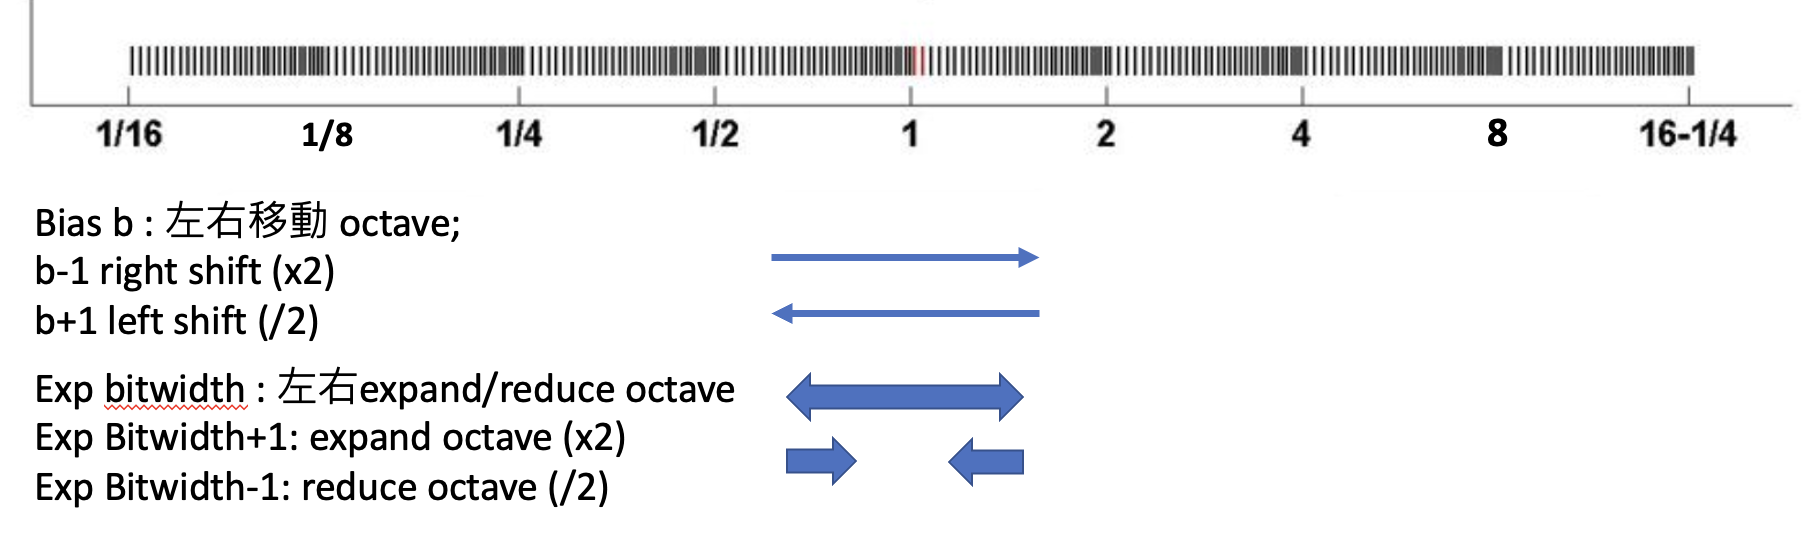 1/16 1/8 1/4 1/2 1 2 4 8 16-1/4
Bias b : 左右移動 octave;
b-1 right shift (x2)
b+1 left shift (/2)
Exp bitwidth : 左右expand/reduce octave
Exp Bitwidth+1: expand octave (x2)
Exp Bitwidth-1: reduce octave (/2)